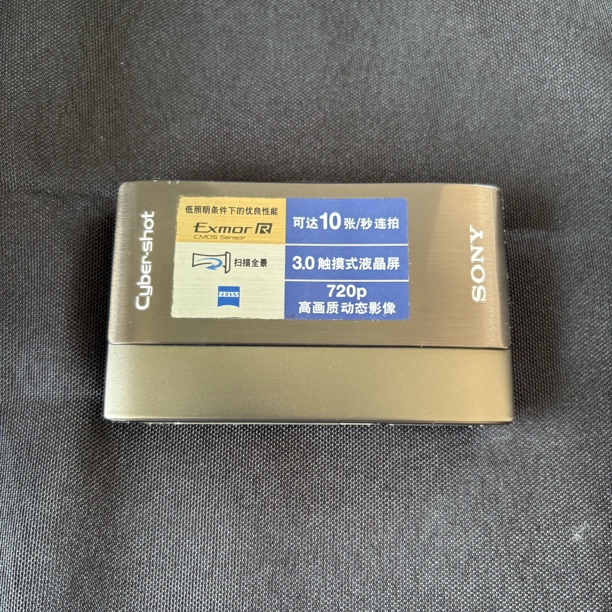 Cyber-shot
低照明条件下的优良性能
Exmor R
CMOS Sensor
扫描全景
ZEISS
可达10张/秒连拍
3.0触摸式液晶屏
720p
高画质动态影像
SONY